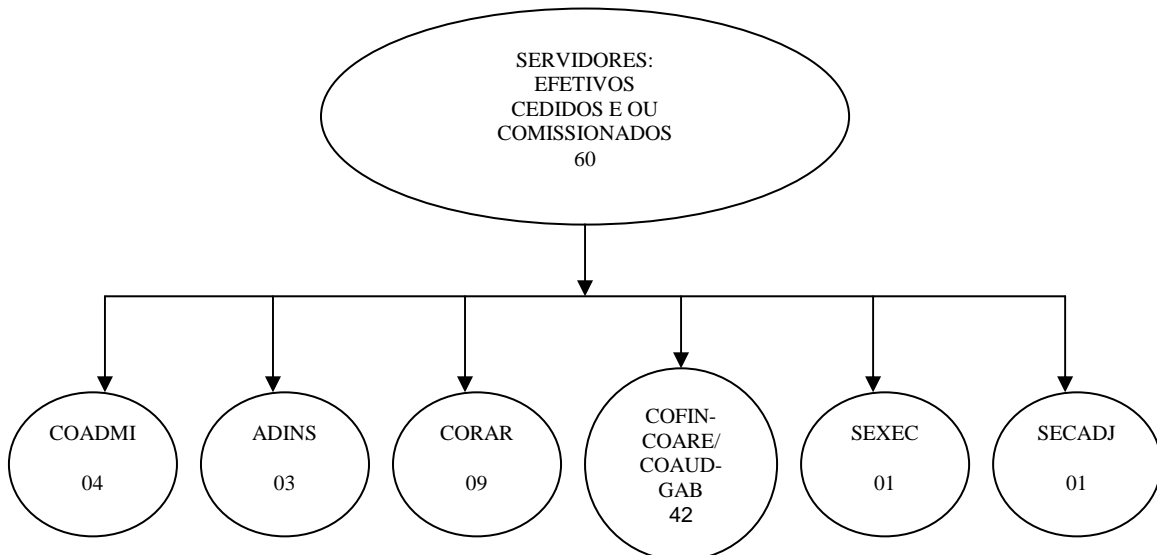 SERVIDORES:
EFETIVOS
CEDIDOS E OU
COMISSIONADOS
60
COADMI
04
ADINS
03
CORAR
09
COFIN-
COARE/
COAUD-
GAB
42
SEXEC
01
SECADJ
01